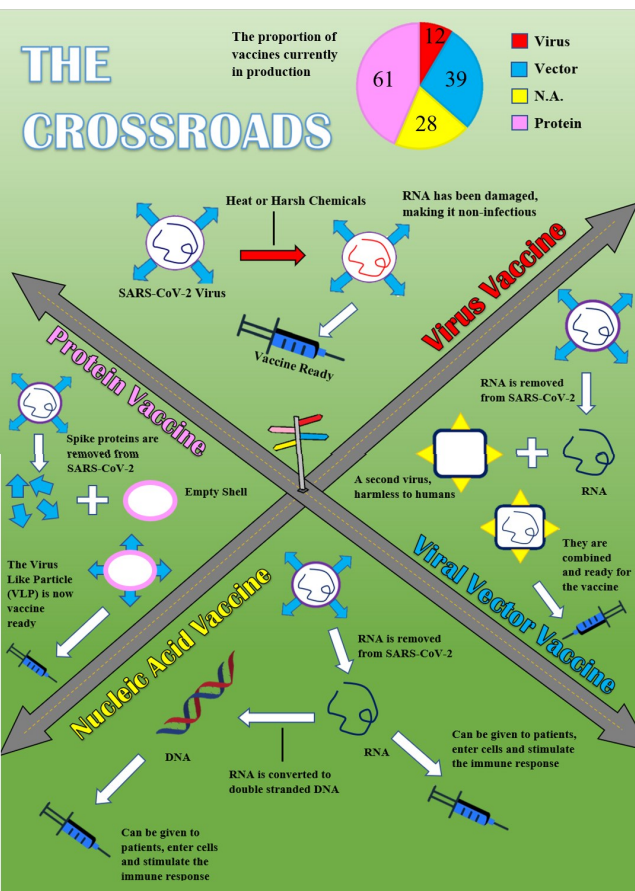 THE
CROSSROADS
The proportion of
vaccines currently
in production
12
39
28
61
Virus
Vector
N.A.
Protein
Heat or Harsh Chemicals
RNA has been damaged,
making it non-infectious
SARS-CoV-2 Virus
Vaccine Ready
Virus Vaccine
Protein Vaccine
Spike proteins are
removed from
SARS-CoV-2
Empty Shell
The Virus
Like Particle
(VLP) is now
vaccine
ready
RNA is removed
from SARS-CoV-2
A second virus,
harmless to humans
RNA
They are
combined
and ready for
the vaccine
Viral Vector Vaccine
Nucleic Acid Vaccine
RNA is removed
from SARS-CoV-2
DNA
RNA
RNA is converted to
double stranded DNA
Can be given to patients,
enter cells and stimulate
the immune response
Can be given to
patients, enter cells
and stimulate the
immune response